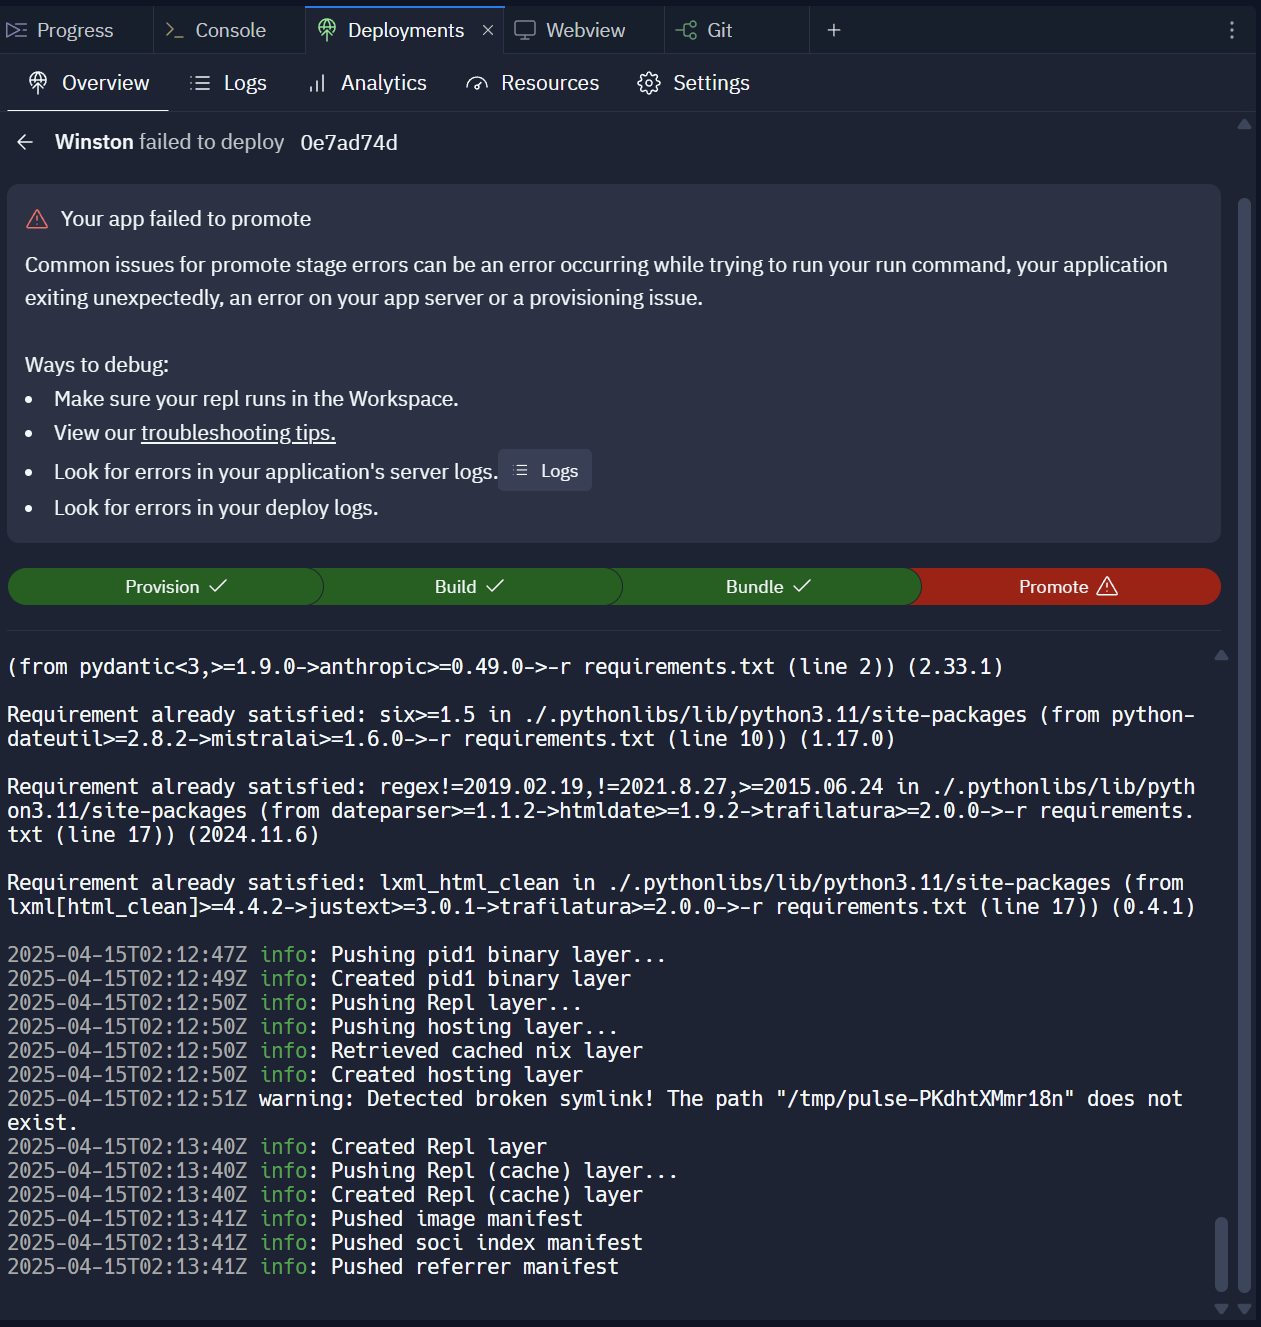 Progress
Console
Deployments
Webview
Git
Overview
Logs
Analytics
Resources
Settings
Winston failed to deploy 0e7ad74d
Your app failed to promote
Common issues for promote stage errors can be an error occurring while trying to run your run command, your application
exiting unexpectedly, an error on your app server or a provisioning issue.
Ways to debug:
• Make sure your repl runs in the Workspace.
• View our troubleshooting tips.
• Look for errors in your application's server logs. Logs
• Look for errors in your deploy logs.
Provision
Build
Bundle
Promote
(from pydantic<3,>=1.9.0->anthropic>=0.49.0->-r requirements.txt (line 2)) (2.33.1)
Requirement already satisfied: six>=1.5 in ./.pythonlibs/lib/python3.11/site-packages (from python-
dateutil>=2.8.2->mistralai>=1.6.0->-r requirements.txt (line 10)) (1.17.0)
Requirement already satisfied: regex!=2019.02.19,!=2021.8.27,>=2015.06.24 in ./.pythonlibs/lib/pyth
on3.11/site-packages (from dateparser>=1.1.2->htmldate>=1.9.2->trafilatura>=2.0.0->-r requirements.
txt (line 17)) (2024.11.6)
Requirement already satisfied: lxml_html_clean in ./.pythonlibs/lib/python3.11/site-packages (from
lxml[html_clean]>=4.4.2->justext>=3.0.1->trafilatura>=2.0.0->-r requirements.txt (line 17)) (0.4.1)
2025-04-15T02:12:47Z info: Pushing pid1 binary layer...
2025-04-15T02:12:49Z info: Created pid1 binary layer
2025-04-15T02:12:50Z info: Pushing Repl layer...
2025-04-15T02:12:50Z info: Pushing hosting layer...
2025-04-15T02:12:50Z info: Retrieved cached nix layer
2025-04-15T02:12:50Z info: Created hosting layer
2025-04-15T02:12:51Z warning: Detected broken symlink! The path "/tmp/pulse-PKdhtXMmr18n" does not
exist.
2025-04-15T02:13:40Z info: Created Repl layer
2025-04-15T02:13:40Z info: Pushing Repl (cache) layer...
2025-04-15T02:13:40Z info: Created Repl (cache) layer
2025-04-15T02:13:41Z info: Pushed image manifest
2025-04-15T02:13:41Z info: Pushed soci index manifest
2025-04-15T02:13:41Z info: Pushed referrer manifest